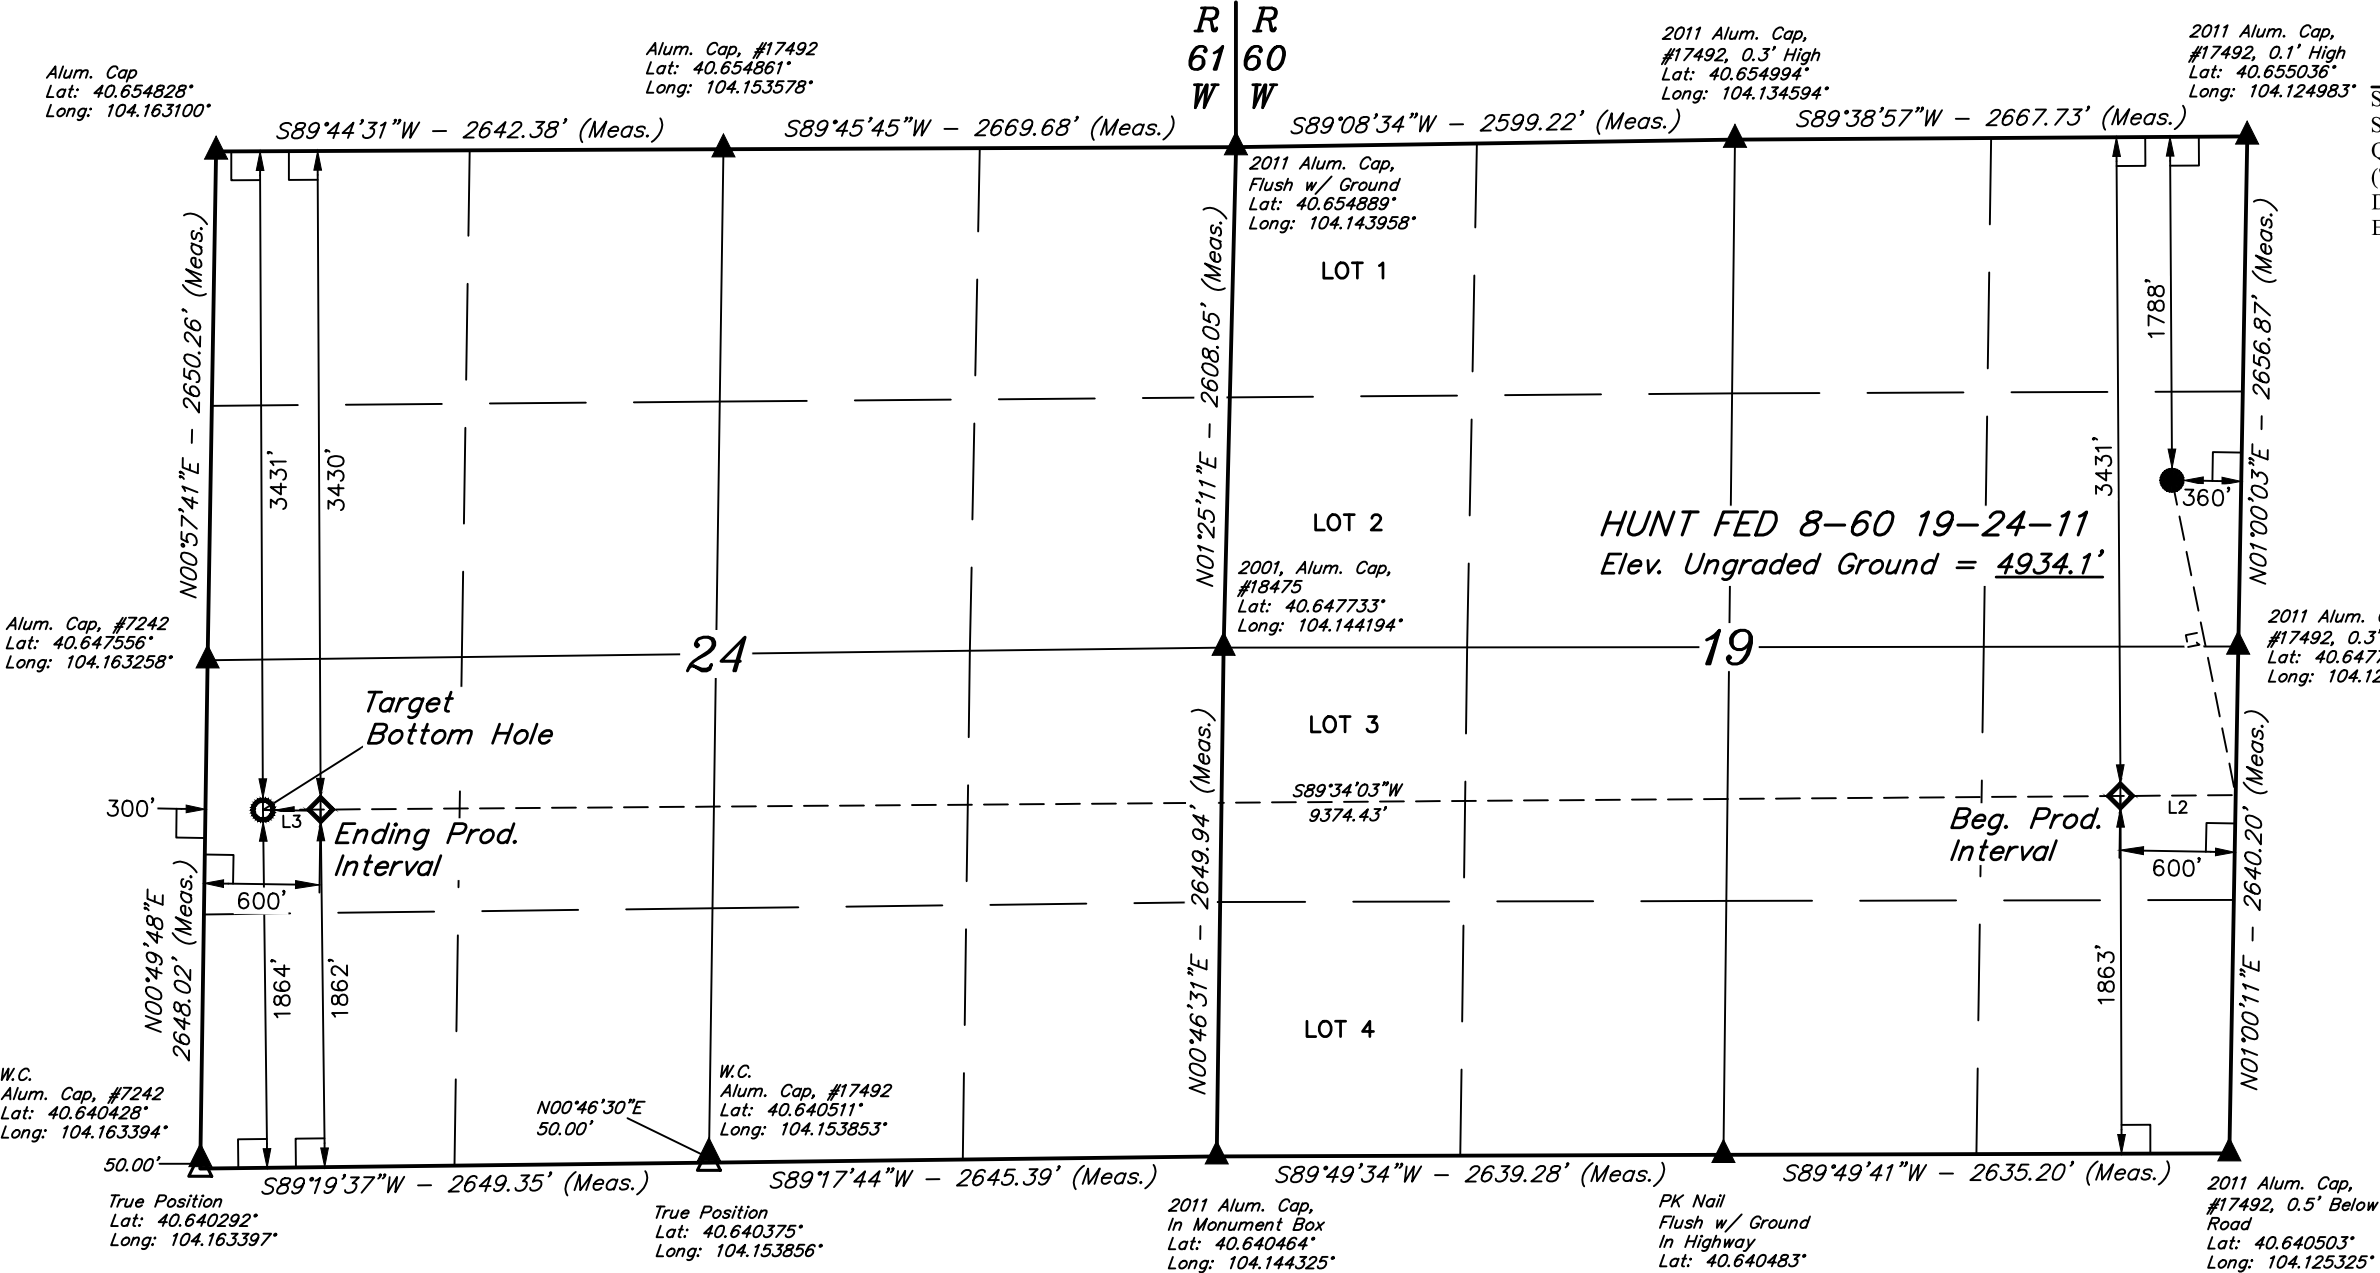 R R
61 60
W W
Alum. Cap
Lat: 40.654828°
Long: 104.163100°
Alum. Cap, #17492
Lat: 40.654861°
Long: 104.153578°
2011 Alum. Cap,
#17492, 0.3' High
Lat: 40.654994°
Long: 104.134594°
2011 Alum. Cap,
#17492, 0.1' High
Lat: 40.655036°
Long: 104.124983°
S89°44'31"W - 2642.38' (Meas.)
S89°45'45"W - 2669.68' (Meas.)
S89°08'34"W - 2599.22' (Meas.)
S89°38'57"W - 2667.73' (Meas.)
2011 Alum. Cap,
Flush w/ Ground
Lat: 40.654889°
Long: 104.143958°
N00°57'41"E - 2650.26' (Meas.)
3431'
3430'
N01°25'11"E - 2608.05' (Meas.)
LOT 1
LOT 2
3431'
1788'
360'
N01°00'03"E - 2656.87' (Meas.)
HUNT FED 8-60 19-24-11
Elev. Ungraded Ground = 4934.1'
2001, Alum. Cap,
#18475
Lat: 40.647733°
Long: 104.144194°
Alum. Cap, #7242
Lat: 40.647556°
Long: 104.163258°
2011 Alum.
#17492, 0.3'
Lat: 40.6477
Long: 104.12
24
19
L1
Target
Bottom Hole
LOT 3
300'
L3
S89°34'03"W
9374.43'
L2
Ending Prod.
Interval
Beg. Prod.
Interval
600'
600'
N00°49'48"E
2648.02' (Meas.)
1864'
1862'
N00°46'31"E - 2649.94' (Meas.)
LOT 4
1863'
N01°00'11"E - 2640.20' (Meas.)
W.C.
Alum. Cap, #7242
Lat: 40.640428°
Long: 104.163394°
50.00'
N00°46'30"E
50.00'
W.C.
Alum. Cap, #17492
Lat: 40.640511°
Long: 104.153853°
S89°19'37"W - 2649.35' (Meas.)
S89°17'44"W - 2645.39' (Meas.)
S89°49'34"W - 2639.28' (Meas.)
S89°49'41"W - 2635.20' (Meas.)
True Position
Lat: 40.640292°
Long: 104.163397°
True Position
Lat: 40.640375°
Long: 104.153856°
2011 Alum. Cap,
In Monument Box
Lat: 40.640464°
Long: 104.144325°
PK Nail
Flush w/ Ground
In Highway
Lat: 40.640483°
2011 Alum. Cap,
#17492, 0.5' Below
Road
Lat: 40.640503°
Long: 104.125325°